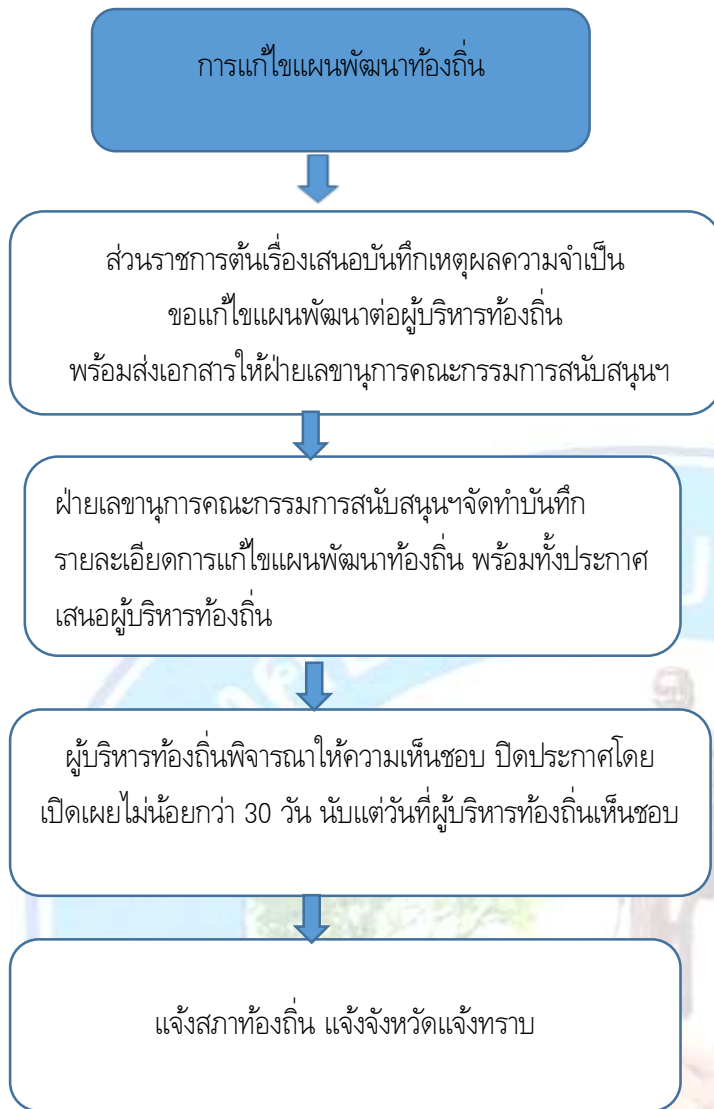 การแก้ไขแผนพัฒนาท้องถิ่น
ส่วนราชการต้นเรื่องเสนอบันทึกเหตุผลความจำเป็น
ขอแก้ไขแผนพัฒนาต่อผู้บริหารท้องถิ่น
พร้อมส่งเอกสารให้ฝ่ายเลขานุการคณะกรรมการสนับสนุนฯ
ฝ่ายเลขานุการคณะกรรมการสนับสนุนฯจัดทำบันทึก
รายละเอียดการแก้ไขแผนพัฒนาท้องถิ่น พร้อมทั้งประกาศ
เสนอผู้บริหารท้องถิ่น
ผู้บริหารท้องถิ่นพิจารณาให้ความเห็นชอบ ปิดประกาศโดย
เปิดเผยไม่น้อยกว่า 30 วัน นับแต่วันที่ผู้บริหารท้องถิ่นเห็นชอบ
แจ้งสภาท้องถิ่น แจ้งจังหวัดแจ้งทราบ